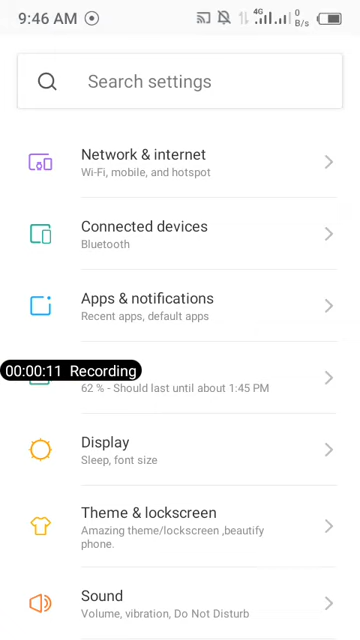 9:46 AM
4G
0
B/s
Search settings
Network & internet
Wi-Fi, mobile, and hotspot
Connected devices
Bluetooth
Apps & notifications
Recent apps, default apps
00:00:11 Recording
62 % - Should last until about 1:45 PM
Display
Sleep, font size
Theme & lockscreen
Amazing theme/lockscreen ,beautify
phone.
Sound
Volume, vibration, Do Not Disturb